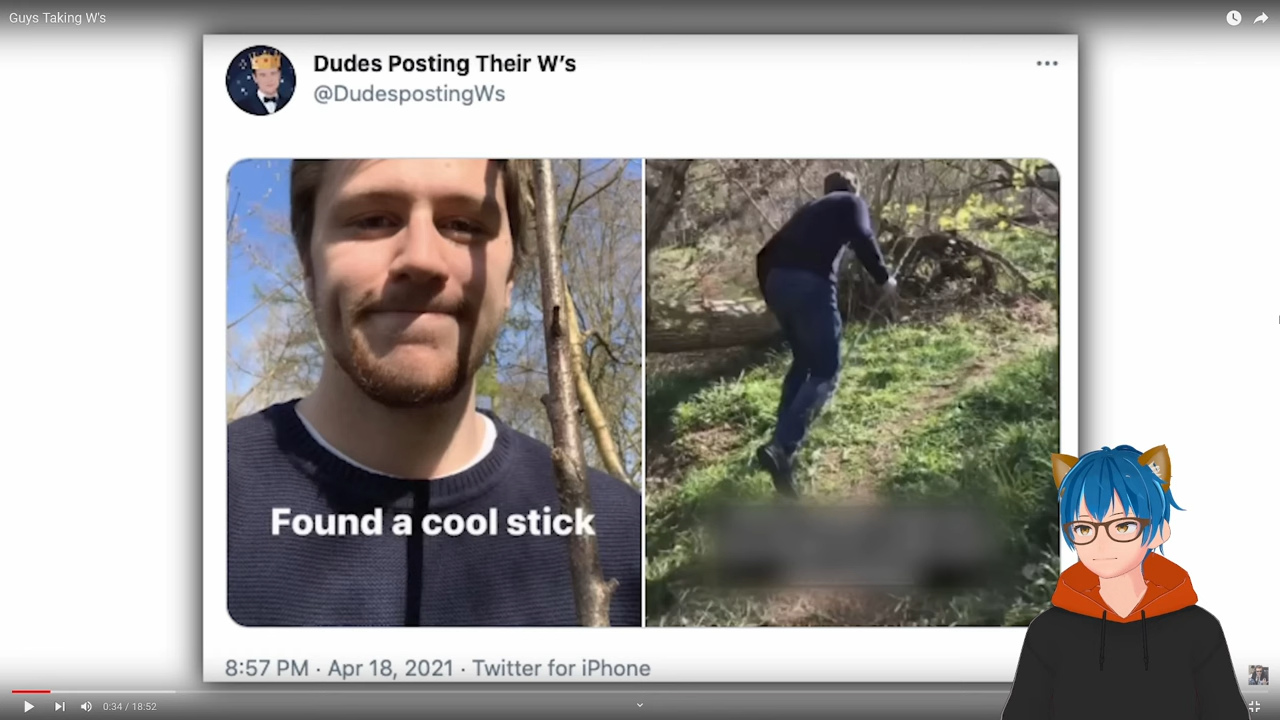 Guys Taking W's
Dudes Posting Their W's
@DudespostingWs
Found a cool stick
8:57 PM · Apr 18, 2021 · Twitter for iPhone
0:34 / 18:52